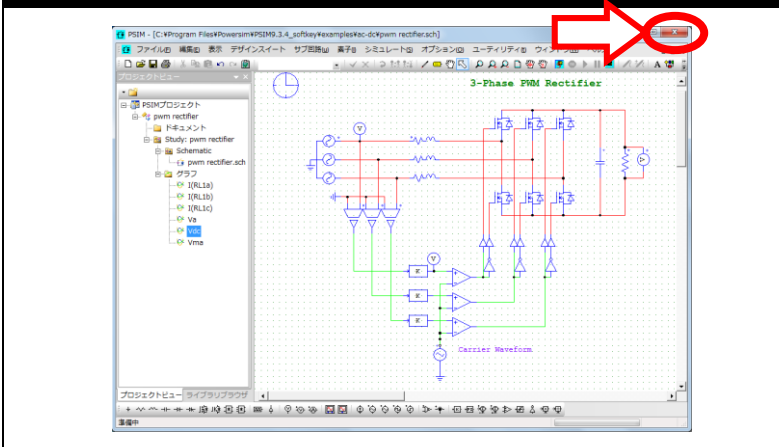 PSIM - [C:¥Program Files¥Powersim¥PSIM9.3.4_softkey¥examples¥ac-dc¥pwm rectifier.sch]
ファイル(F) 編集(E) 表示 デザインスイート サブ回路(U) 素子(B) シミュレート(S) オプション(O) ユーティリティ(I)
プロジェクトビュー
3-Phase PWM Rectifier
PSIMプロジェクト
pwm rectifier
ドキュメント
Study: pwm rectifier
Schematic
pwm rectifier.sch
グラフ
I(RL1a)
I(RL1b)
I(RL1c)
Va
Vdc
Vma
V
V
V
K
K
K
Carrier Waveform
プロジェクトビュー ライブラリブラウザ
準備中